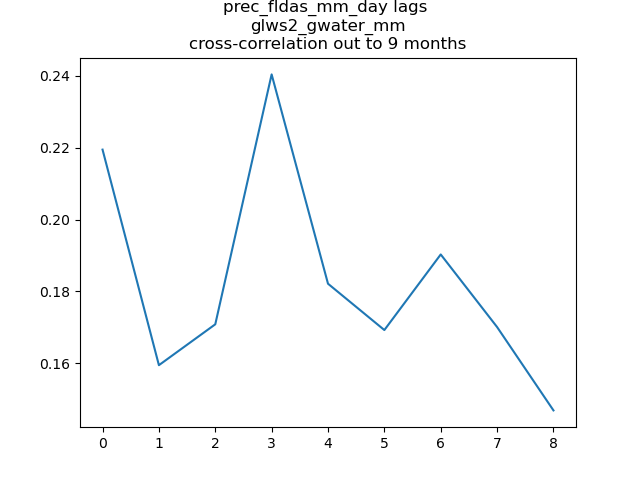 prec_fldas_mm_day lags
glws2_gwater_mm
cross-correlation out to 9 months
0.24
0.22
0.20
0.18
0.16
0 1 2 3 4 5 6 7 8